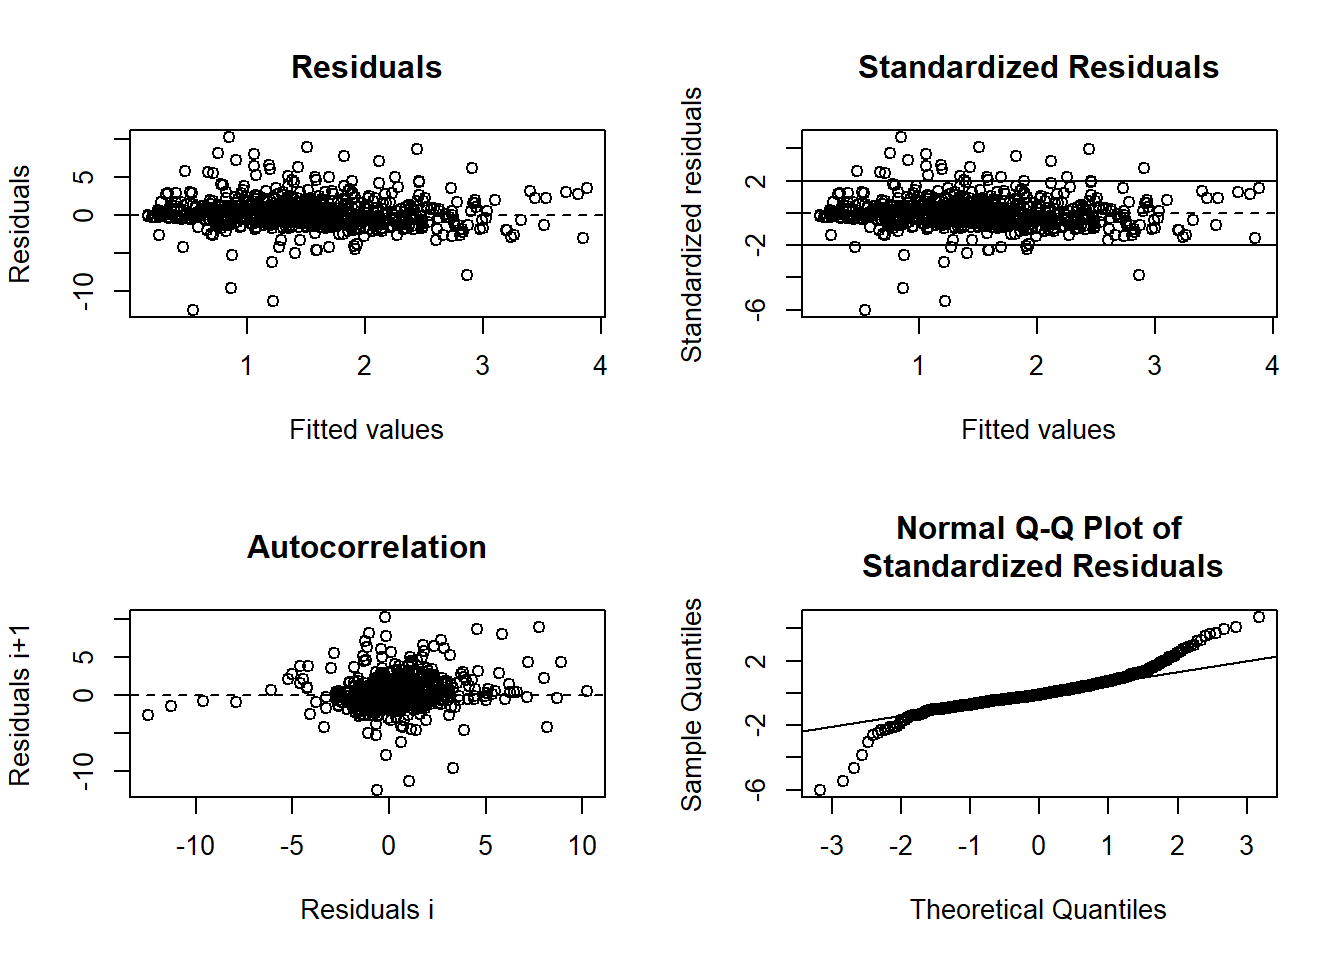 Residuals
Residuals
5
0
-10
1 2 3 4
Fitted values
Standardized Residuals
Standardized residuals
2
-2
-6
1 2 3 4
Fitted values
Autocorrelation
Residuals i+1
5
0
-10
-10 -5 0 5 10
Residuals i
Normal Q-Q Plot of
Standardized Residuals
Sample Quantiles
2
-2
-6
-3 -2 -1 0 1 2 3
Theoretical Quantiles